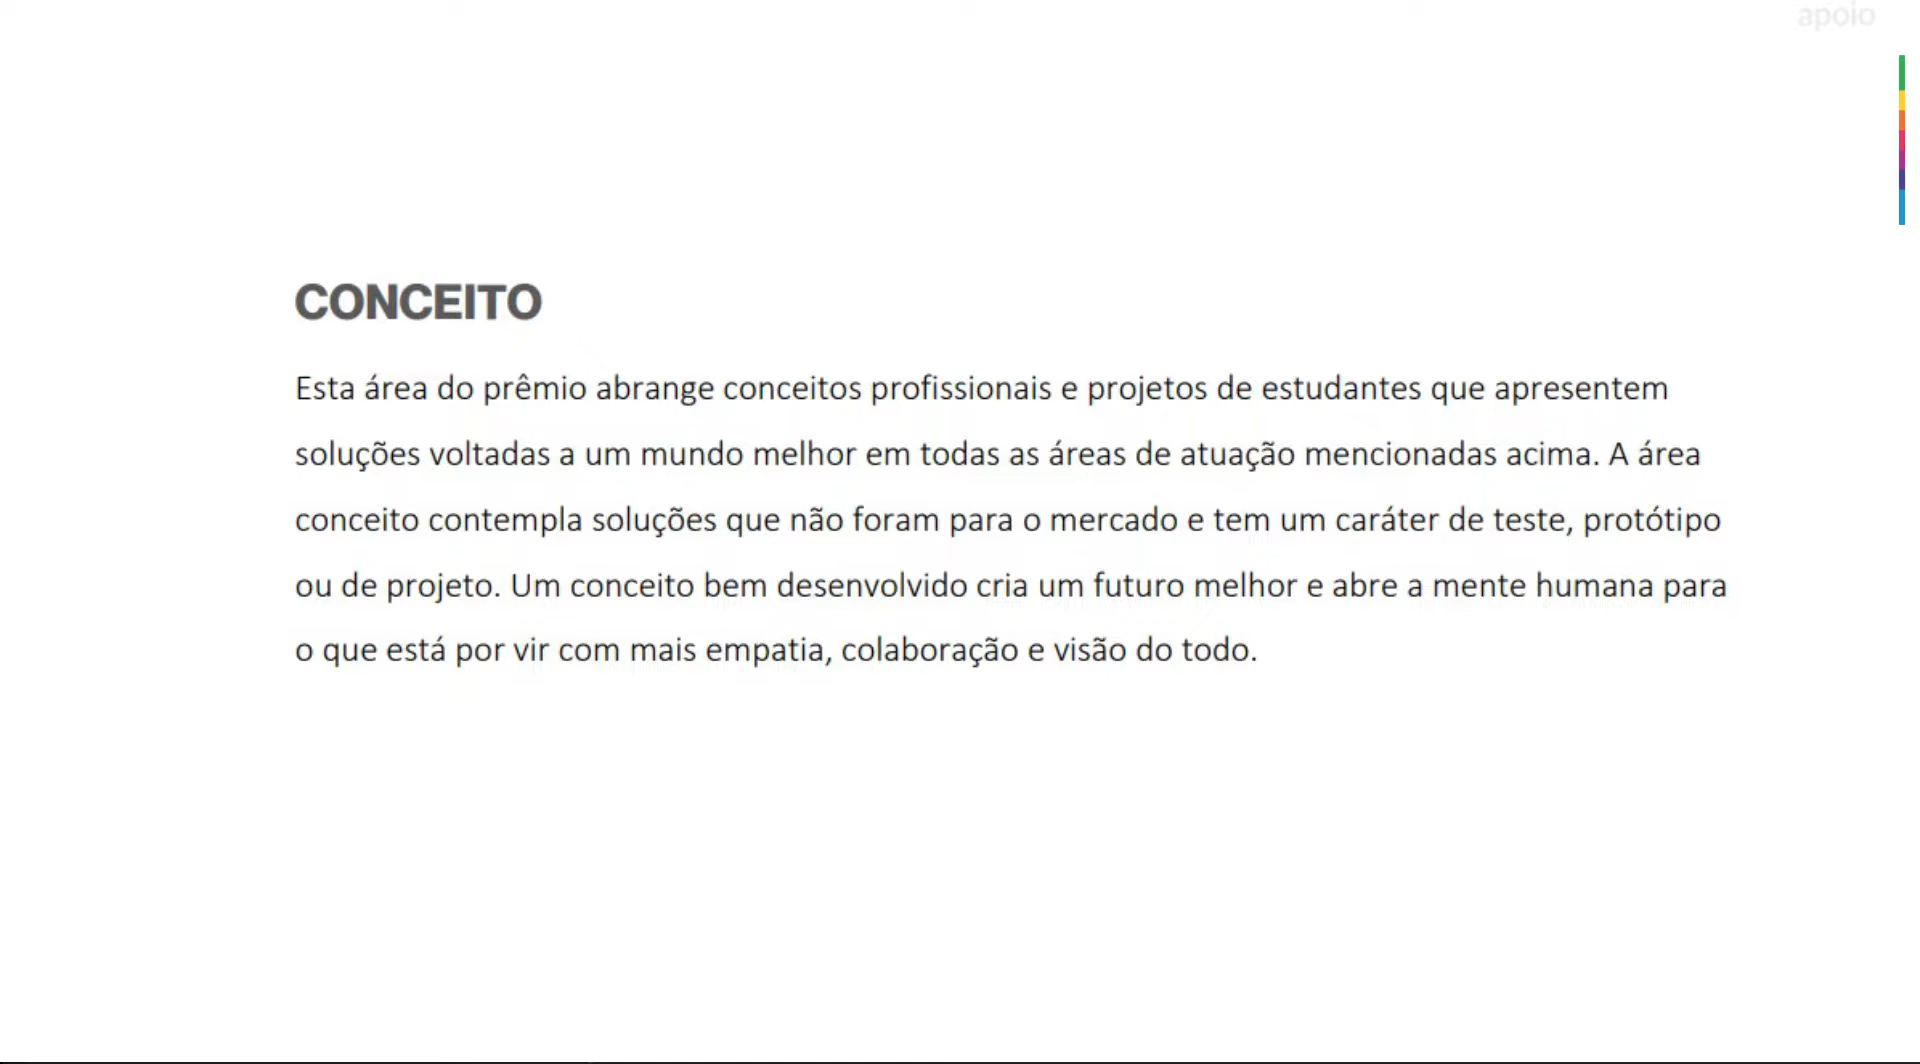 apoio
CONCEITO
Esta área do prêmio abrange conceitos profissionais e projetos de estudantes que apresentem
soluções voltadas a um mundo melhor em todas as áreas de atuação mencionadas acima. A área
conceito contempla soluções que não foram para o mercado e tem um caráter de teste, protótipo
ou de projeto. Um conceito bem desenvolvido cria um futuro melhor e abre a mente humana para
o que está por vir com mais empatia, colaboração e visão do todo.